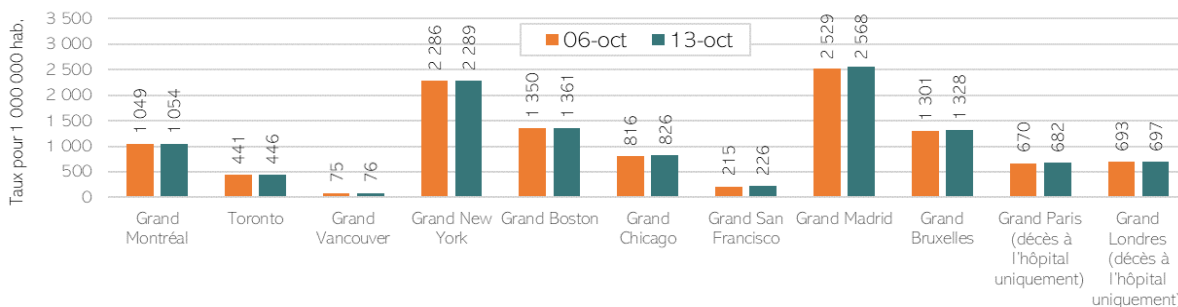 Taux pour 1 000 000 hab.
3 500
3 000
2 500
2 000
1 500
1 000
500
0
06-oct
13-oct
1 049
1 054
441
446
75
76
2 286
2 289
1 350
1 361
816
826
215
226
2 529
2 568
1 301
1 328
670
682
693
697
Grand
Montréal
Toronto
Grand
Vancouver
Grand New
York
Grand Boston
Grand
Chicago
Grand San
Francisco
Grand Madrid
Grand
Bruxelles
Grand Paris
(décès à
l'hôpital
uniquement)
Grand
Londres
(décès à
l'hôpital
uniquement)